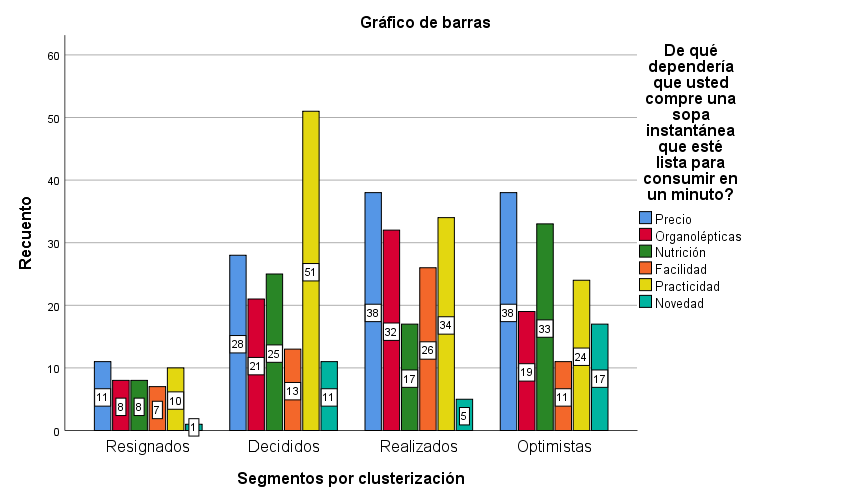 Gráfico de barras
De qué
dependería
que usted
compre una
sopa
instantánea
que esté
lista para
consumir en
un minuto?
Precio
Organolépticas
Nutrición
Facilidad
Practicidad
Novedad
Recuento
60
50
40
30
20
10
0
11
8
8
7
10
1
28
21
25
13
51
11
38
32
17
26
34
5
38
19
33
11
24
17
Resignados
Decididos
Realizados
Optimistas
Segmentos por clusterización